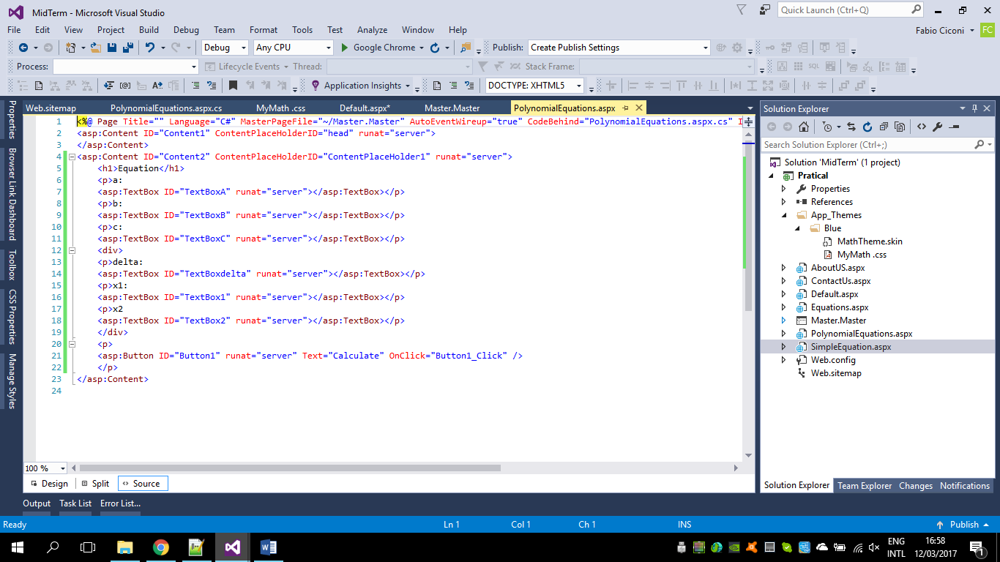 MidTerm - Microsoft Visual Studio
Quick Launch (Ctrl+Q)
File Edit View Project Build Debug Team Format Tools Test Analyze Window Help
Fabio Ciconi FC
Debug Any CPU Google Chrome Publish: Create Publish Settings
Process: Lifecycle Events Thread: Stack Frame:
Application Insights DOCTYPE: XHTML5
Web.sitemap PolynomialEquations.aspx.cs MyMath .css Default.aspx* Master.Master PolynomialEquations.aspx
Properties
Browser Link Dashboard
Toolbox
CSS Properties
Manage Styles
1 <%@ Page Title="" Language="C#" MasterPageFile="~/Master.Master" AutoEventWireup="true" CodeBehind="PolynomialEquations.aspx.cs" I
2 <asp:Content ID="Content1" ContentPlaceHolderID="head" runat="server">
3 </asp:Content>
4 <asp:Content ID="Content2" ContentPlaceHolderID="ContentPlaceHolder1" runat="server">
5 <h1>Equation</h1>
6 <p>a:
7 <asp:TextBox ID="TextBoxA" runat="server"></asp:TextBox></p>
8 <p>b:
9 <asp:TextBox ID="TextBoxB" runat="server"></asp:TextBox></p>
10 <p>c:
11 <asp:TextBox ID="TextBoxC" runat="server"></asp:TextBox></p>
12 <div>
13 <p>delta:
14 <asp:TextBox ID="TextBoxdelta" runat="server"></asp:TextBox></p>
15 <p>x1:
16 <asp:TextBox ID="TextBox1" runat="server"></asp:TextBox></p>
17 <p>x2
18 <asp:TextBox ID="TextBox2" runat="server"></asp:TextBox></p>
19 </div>
20 <p>
21 <asp:Button ID="Button1" runat="server" Text="Calculate" OnClick="Button1_Click" />
22 </p>
23 </asp:Content>
24
100 %
Design Split Source
Solution Explorer
Search Solution Explorer (Ctrl+;)
Solution 'MidTerm' (1 project)
Pratical
Properties
References
App_Themes
Blue
MathTheme.skin
MyMath .css
AboutUS.aspx
ContactUs.aspx
Default.aspx
Equations.aspx
Master.Master
PolynomialEquations.aspx
SimpleEquation.aspx
Web.config
Web.sitemap
Solution Explorer Team Explorer Changes Notifications
Output Task List Error List...
Ready Ln 1 Col 1 Ch 1 INS Publish
ENG 16:58
INTL 12/03/2017 1